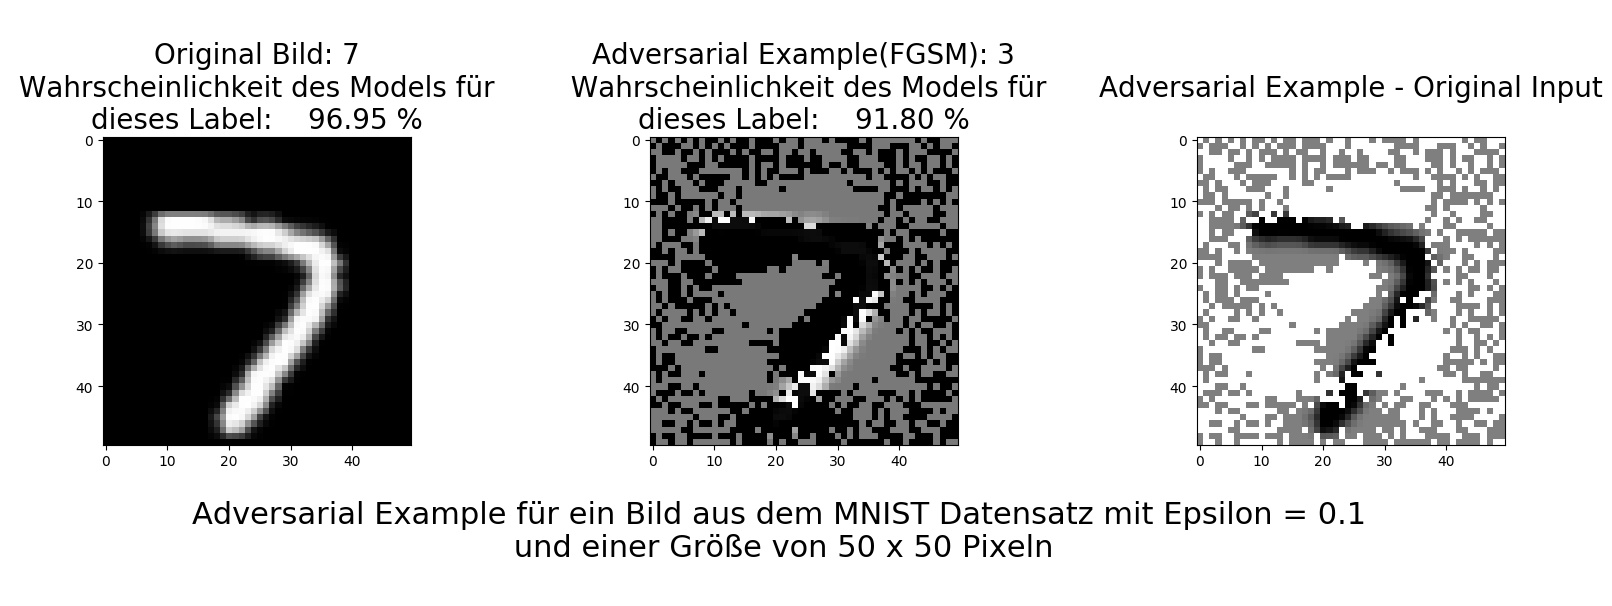 Original Bild: 7
Wahrscheinlichkeit des Models für
dieses Label: 96.95 %
0
10
20
30
40
0 10 20 30 40
Adversarial Example(FGSM): 3
Wahrscheinlichkeit des Models für
dieses Label: 91.80 %
0
10
20
30
40
0 10 20 30 40
Adversarial Example - Original Input
0
10
20
30
40
0 10 20 30 40
Adversarial Example für ein Bild aus dem MNIST Datensatz mit Epsilon = 0.1
und einer Größe von 50 x 50 Pixeln